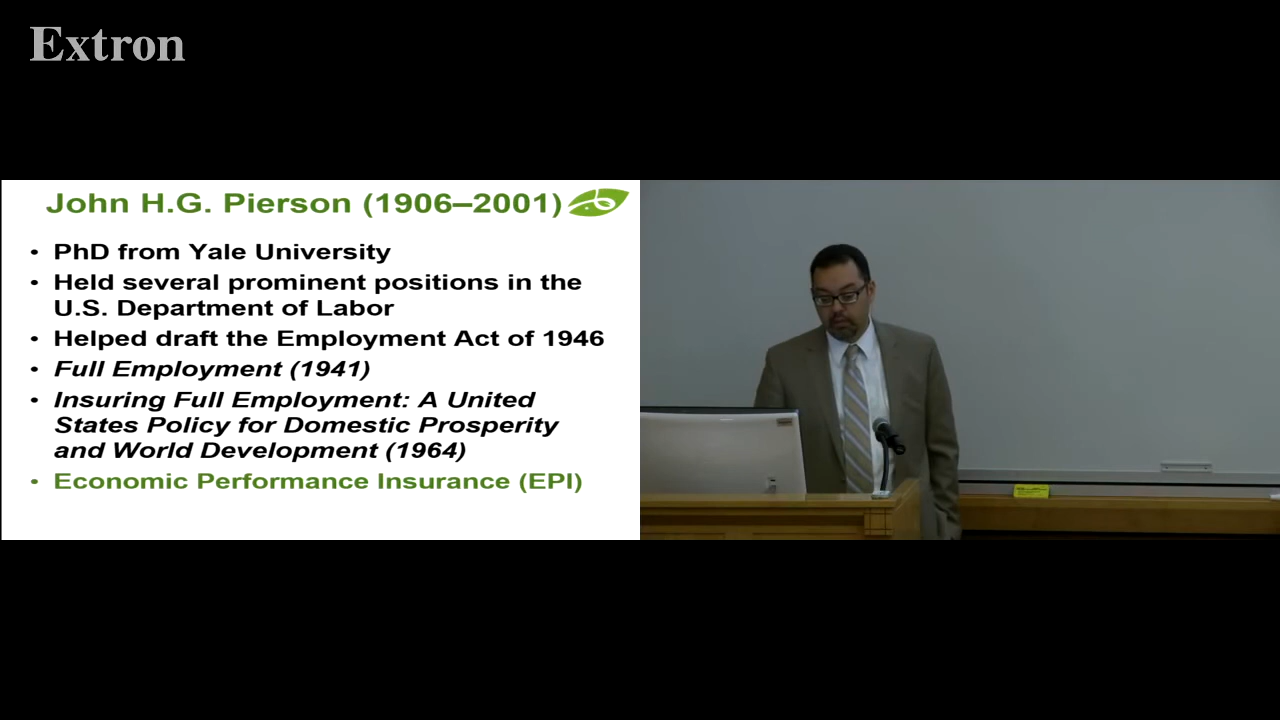 Extron
John H.G. Pierson (1906–2001)
• PhD from Yale University
• Held several prominent positions in the
U.S. Department of Labor
• Helped draft the Employment Act of 1946
• Full Employment (1941)
• Insuring Full Employment: A United
States Policy for Domestic Prosperity
and World Development (1964)
• Economic Performance Insurance (EPI)